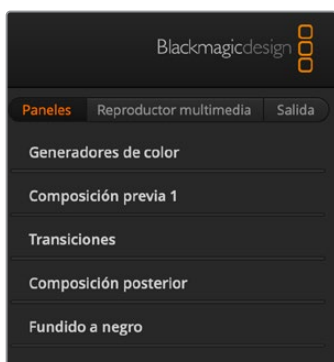 Blackmagicdesign
Paneles Reproductor multimedia Salida
Generadores de color
Composición previa 1
Transiciones
Composición posterior
Fundido a negro